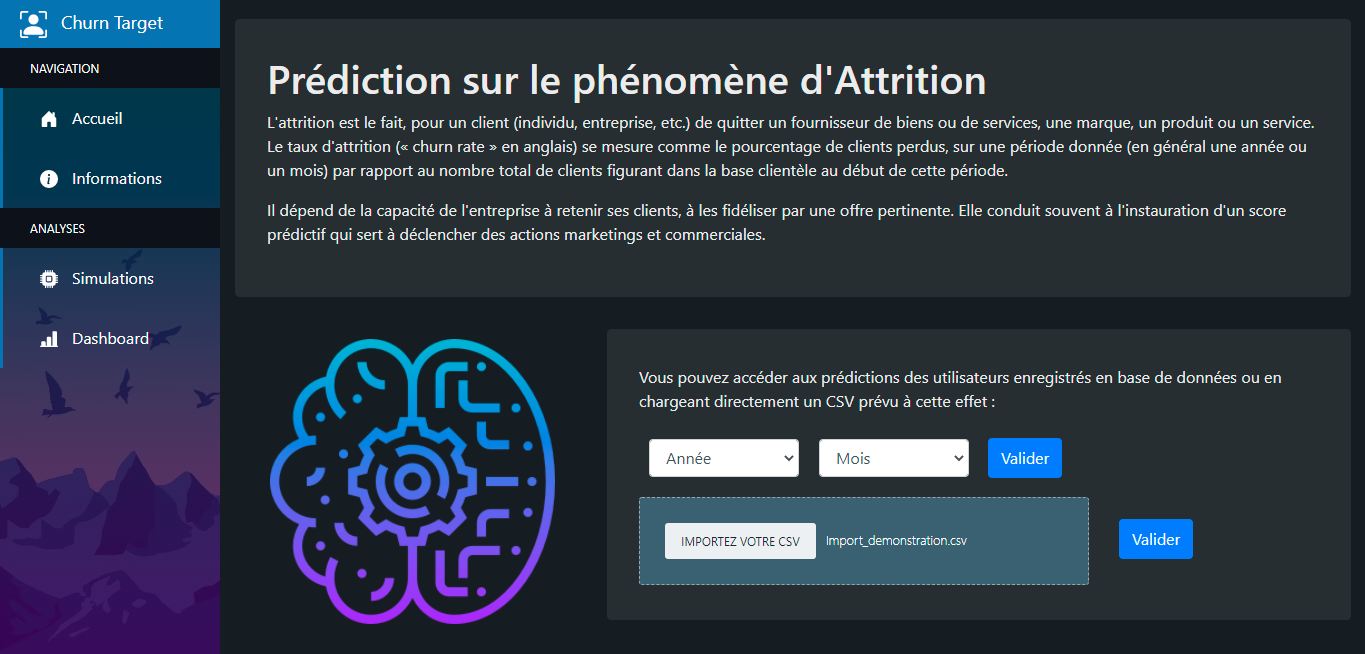 Churn Target
NAVIGATION
Accueil
Informations
ANALYSES
Simulations
Dashboard
Prédiction sur le phénomène d'Attrition
L'attrition est le fait, pour un client (individu, entreprise, etc.) de quitter un fournisseur de biens ou de services, une marque, un produit ou un service.
Le taux d'attrition (« churn rate » en anglais) se mesure comme le pourcentage de clients perdus, sur une période donnée (en général une année ou
un mois) par rapport au nombre total de clients figurant dans la base clientèle au début de cette période.
Il dépend de la capacité de l'entreprise à retenir ses clients, à les fidéliser par une offre pertinente. Elle conduit souvent à l'instauration d'un score
prédictif qui sert à déclencher des actions marketings et commerciales.
Vous pouvez accéder aux prédictions des utilisateurs enregistrés en base de données ou en
chargeant directement un CSV prévu à cette effet :
Année Mois Valider
IMPORTEZ VOTRE CSV Import_demonstration.csv Valider